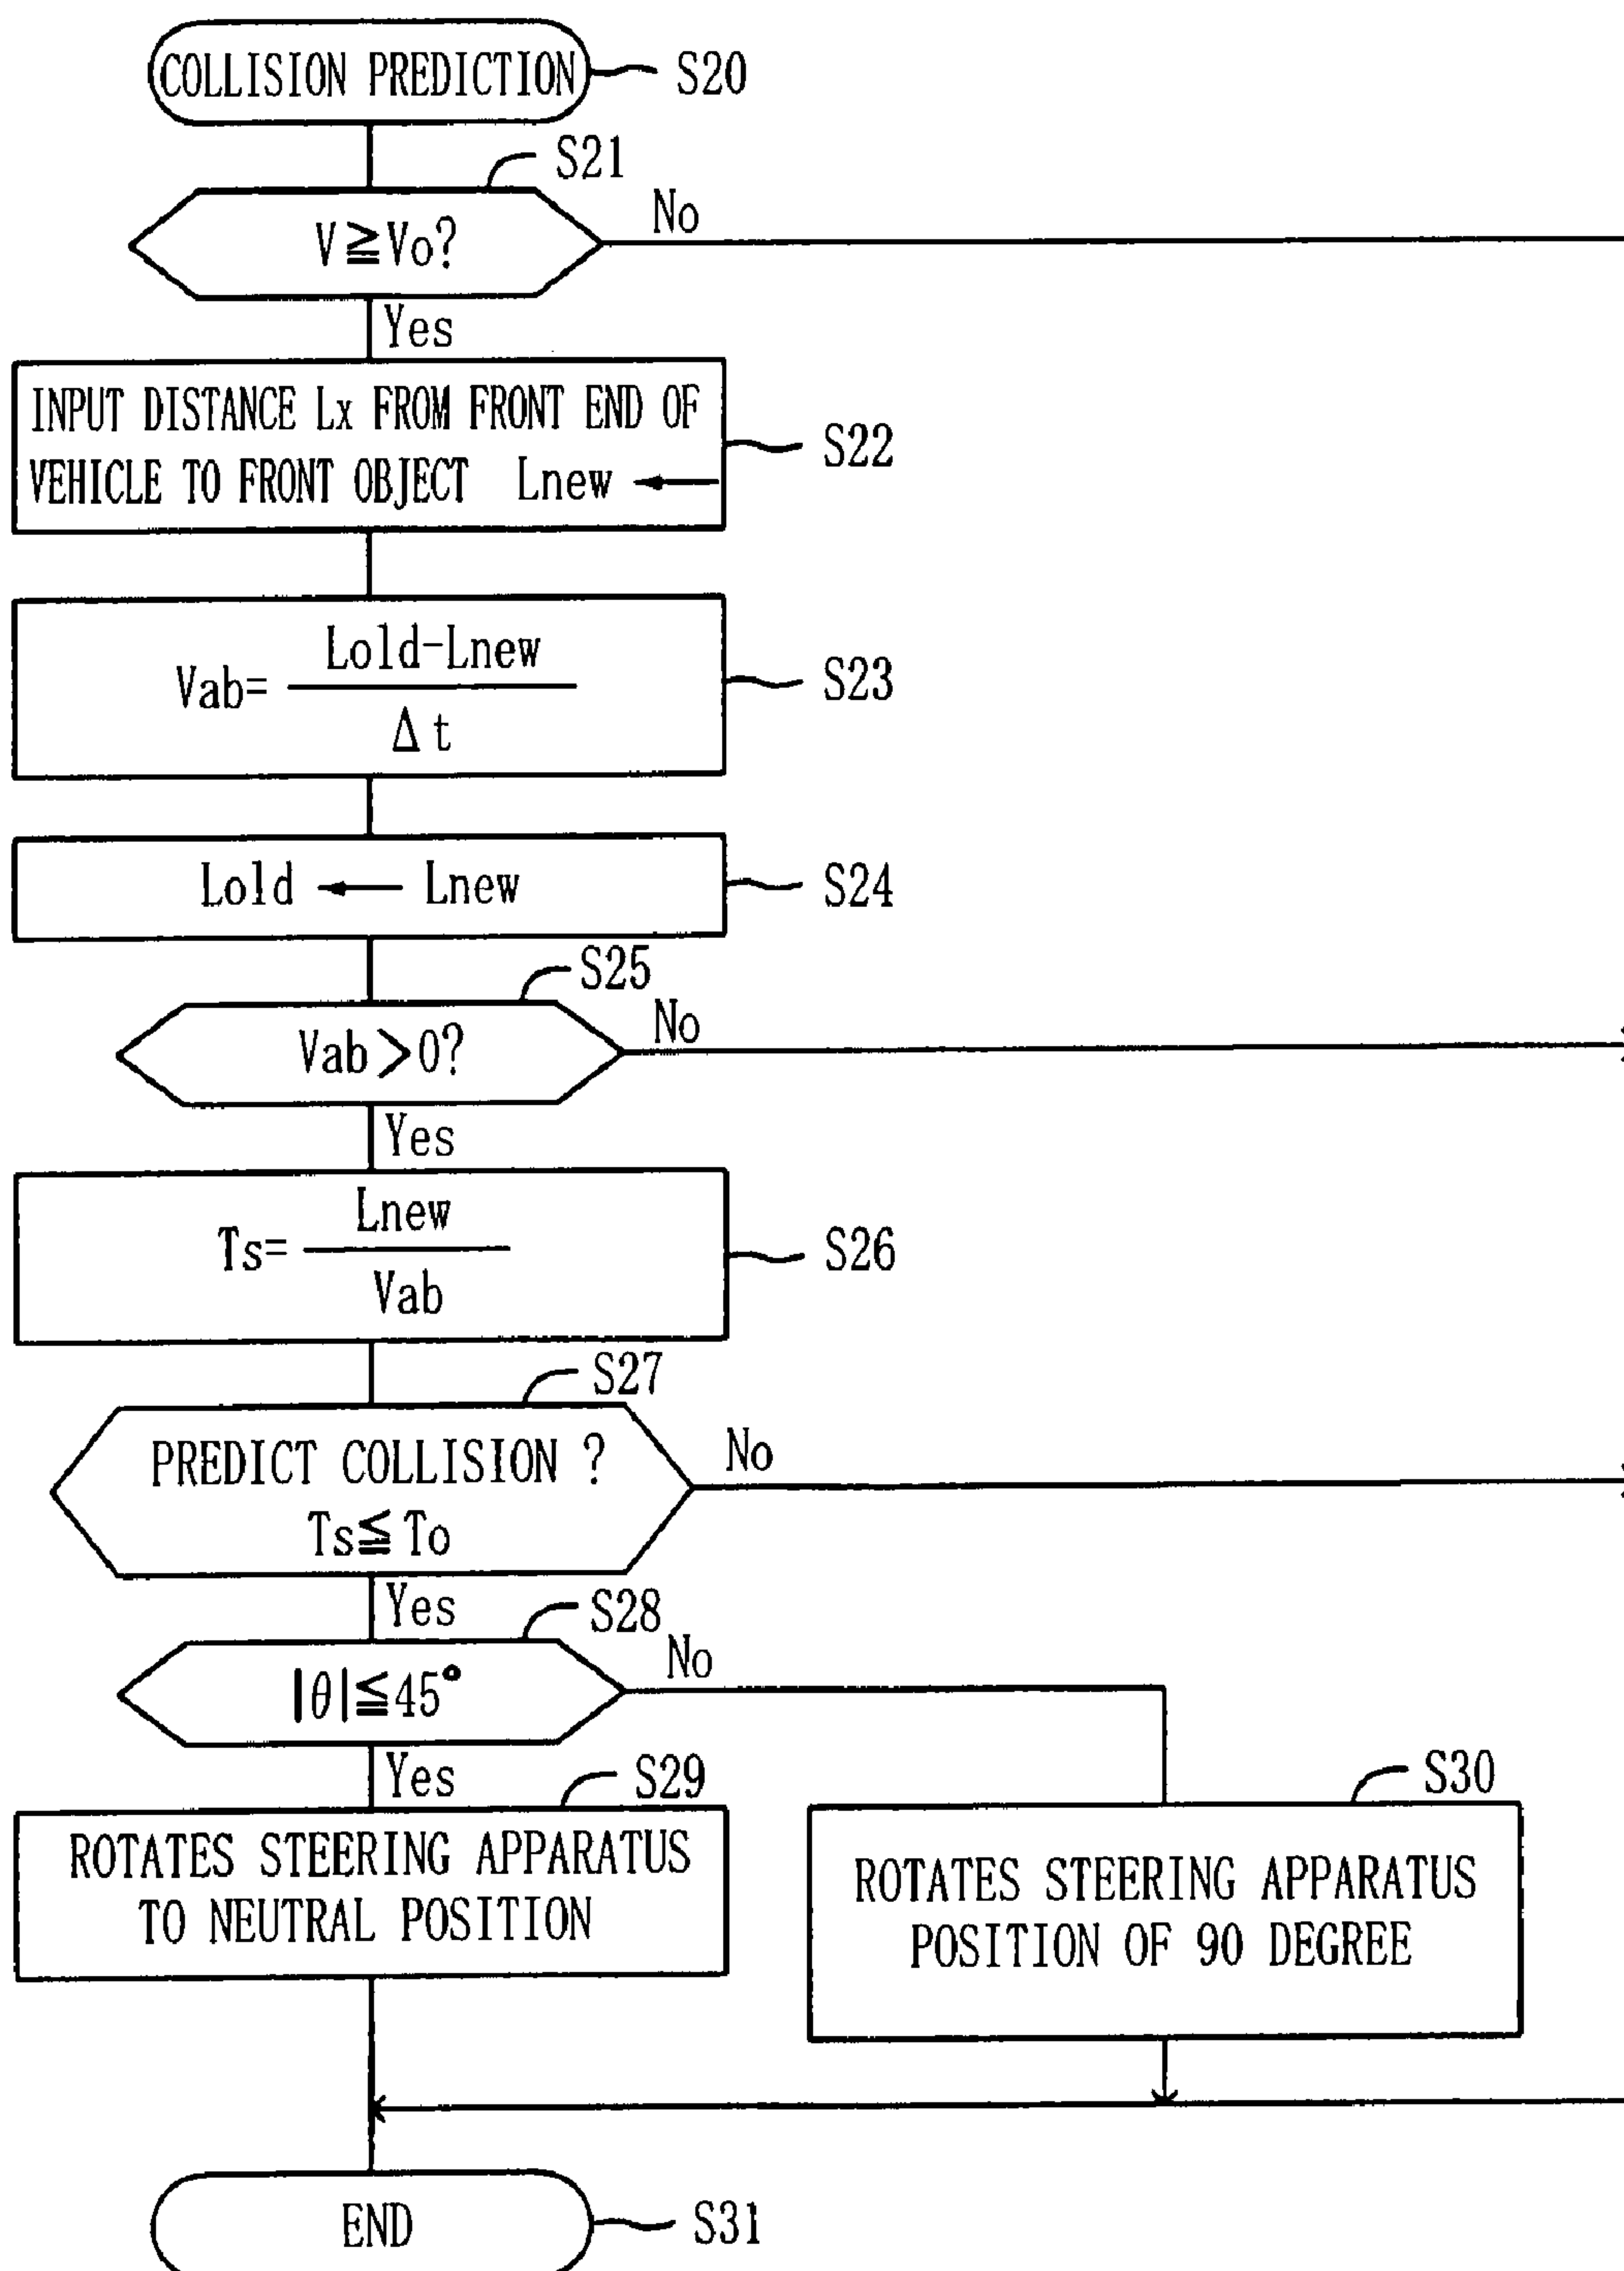 COLLISION PREDICTION
S20
S21
V≧Vo?
No
Yes
INPUT DISTANCE Lx FROM FRONT END OF
VEHICLE TO FRONT OBJECT Lnew ←
S22
Lold-Lnew
Vab=
Δt
S23
Lold ← Lnew
S24
S25
Vab>0?
No
Yes
Lnew
Ts=
Vab
S26
S27
PREDICT COLLISION ?
Ts≦To
No
Yes
S28
|θ|≦45°
No
Yes
S29
ROTATES STEERING APPARATUS
TO NEUTRAL POSITION
S30
ROTATES STEERING APPARATUS
POSITION OF 90 DEGREE
END
S31